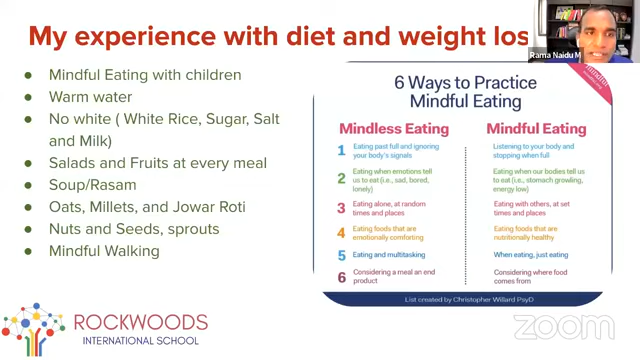 My experience with diet and weight los
Rama Naidu M
● Mindful Eating with children
● Warm water
● No white ( White Rice, Sugar, Salt
and Milk)
● Salads and Fruits at every meal
● Soup/Rasam
● Oats, Millets, and Jowar Roti
● Nuts and Seeds, sprouts
● Mindful Walking
6 Ways to Practice
Mindful Eating
Mindless Eating
Mindful Eating
1
Eating past full and ignoring
your body's signals
Listening to your body and
stopping when full
2
Eating when emotions tell
us to eat (i.e., sad, bored,
lonely)
Eating when our bodies tell us
to eat (i.e., stomach growling,
energy low)
3
Eating alone, at random
times and places
Eating with others, at set
times and places
4
Eating foods that are
emotionally comforting
Eating foods that are
nutritionally healthy
5
Eating and multitasking
When eating, just eating
6
Considering a meal an end
product
Considering where food
comes from
List created by Christopher Willard PsyD
ROCKWOODS
INTERNATIONAL SCHOOL
zoom